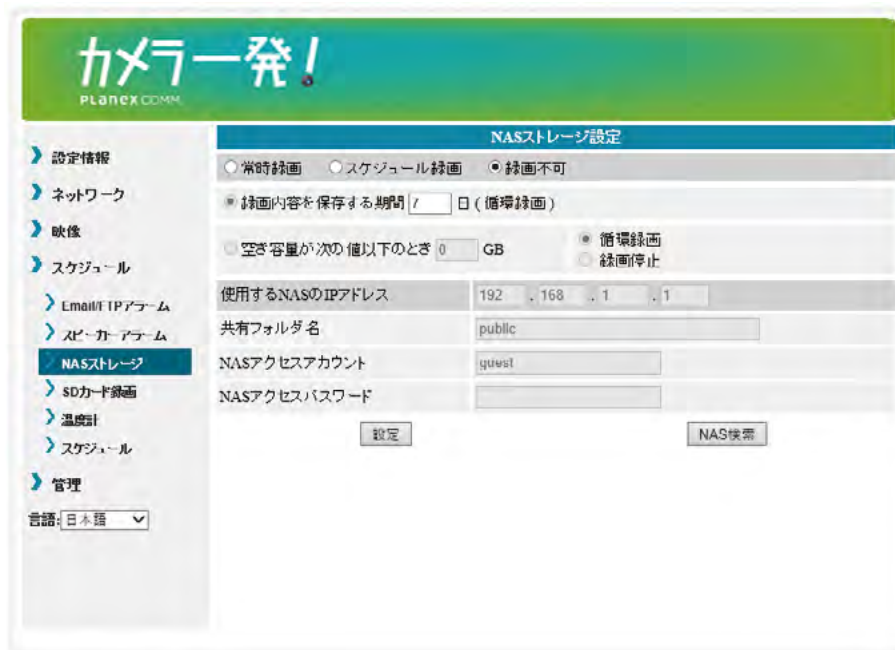 カメラ一発!
PLANEX COMM.
設定情報
ネットワーク
映像
スケジュール
Email/FTPアラーム
スピーカーアラーム
NASストレージ
SDカード録画
温度計
スケジュール
管理
言語: 日本語
NASストレージ設定
常時録画 スケジュール録画 録画不可
録画内容を保存する期間 7 日 (循環録画)
空き容量が次の値以下のとき 0 GB 循環録画
録画停止
使用するNASのIPアドレス 192 . 168 . 1 . 1
共有フォルダ名 public
NASアクセスアカウント guest
NASアクセスパスワード
設定 NAS検索